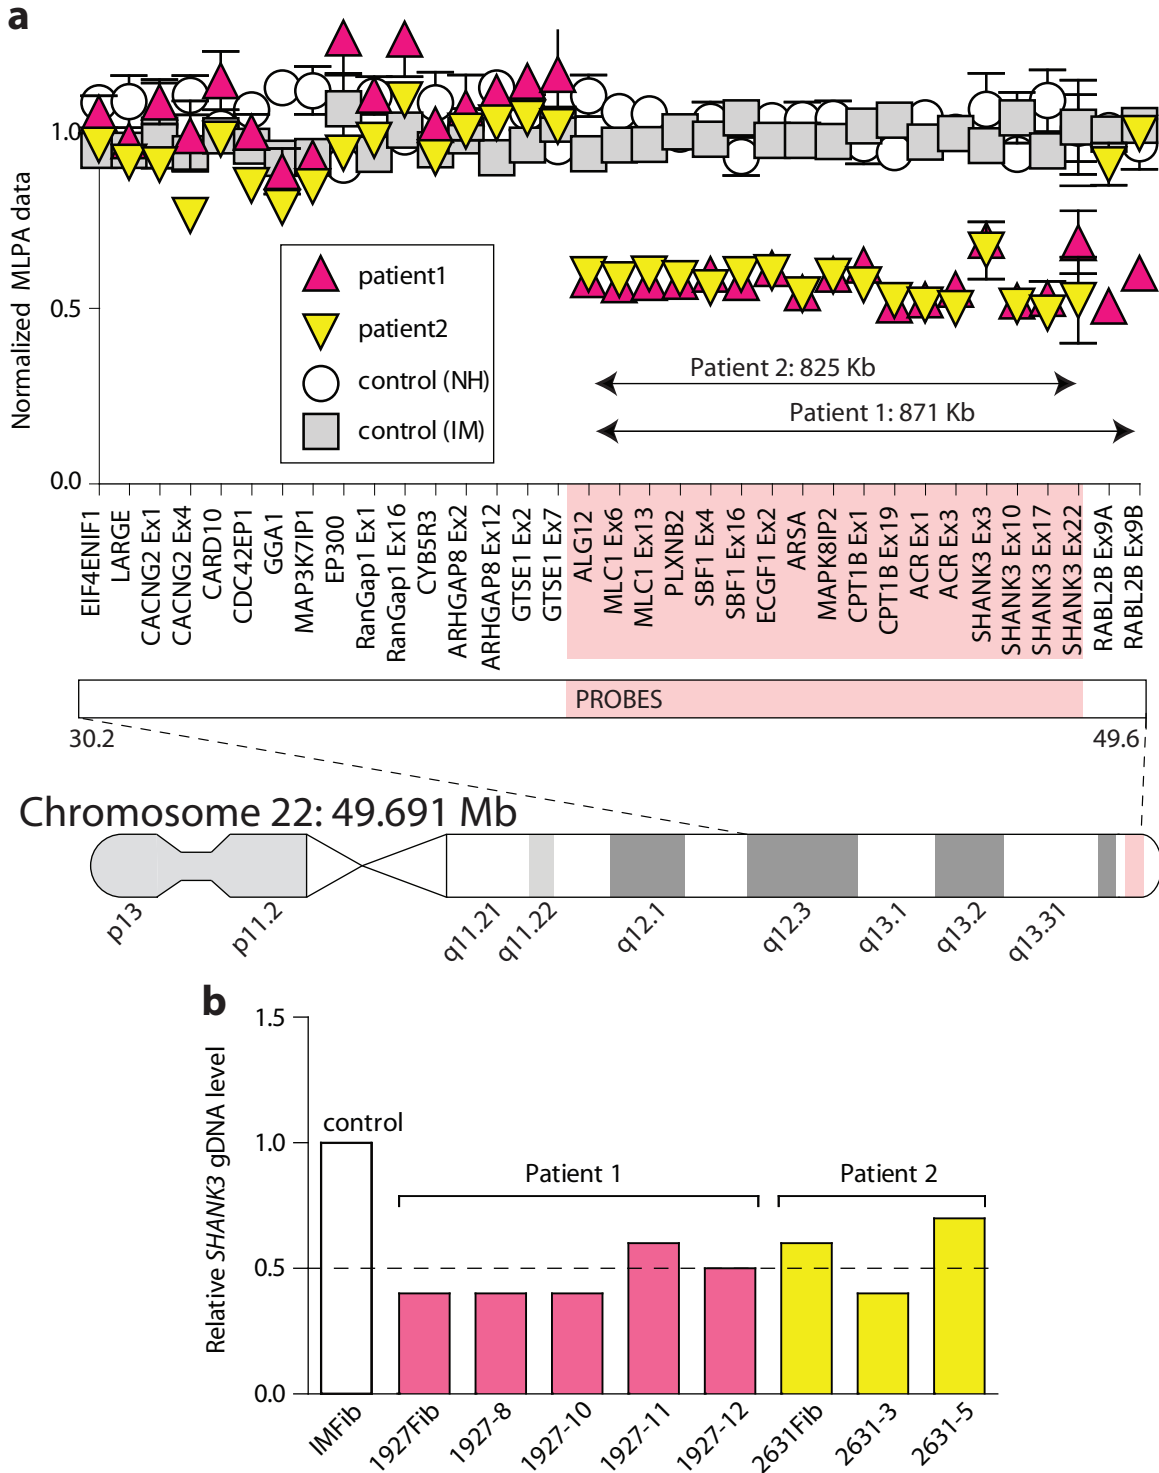 a
Normalized MLPA data
1.0
0.5
0.0
patient1
patient2
control (NH)
control (IM)
Patient 2: 825 Kb
Patient 1: 871 Kb
EIF4ENIF1
LARGE
CACNG2 Ex1
CACNG2 Ex4
CARD10
CDC42EP1
GGA1
MAP3K7IP1
EP300
RanGap1 Ex1
RanGap1 Ex16
CYB5R3
ARHGAP8 Ex2
ARHGAP8 Ex12
GTSE1 Ex2
GTSE1 Ex7
ALG12
MLC1 Ex6
MLC1 Ex13
PLXNB2
SBF1 Ex4
SBF1 Ex16
ECGF1 Ex2
ARSA
MAPK8IP2
CPT1B Ex1
CPT1B Ex19
ACR Ex1
ACR Ex3
SHANK3 Ex3
SHANK3 Ex10
SHANK3 Ex17
SHANK3 Ex22
RABL2B Ex9A
RABL2B Ex9B
PROBES
30.2
49.6
Chromosome 22: 49.691 Mb
p13
p11.2
q11.21
q11.22
q12.1
q12.3
q13.1
q13.2
q13.31
b
Relative SHANK3 gDNA level
1.5
1.0
0.5
0.0
control
Patient 1
Patient 2
IMFib
1927Fib
1927-8
1927-10
1927-11
1927-12
2631Fib
2631-3
2631-5